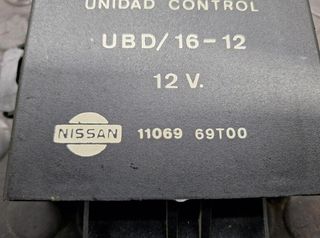 UNIDAD CONTROL
UBD/16-12
12 V.
NISSAN 11069 69T00